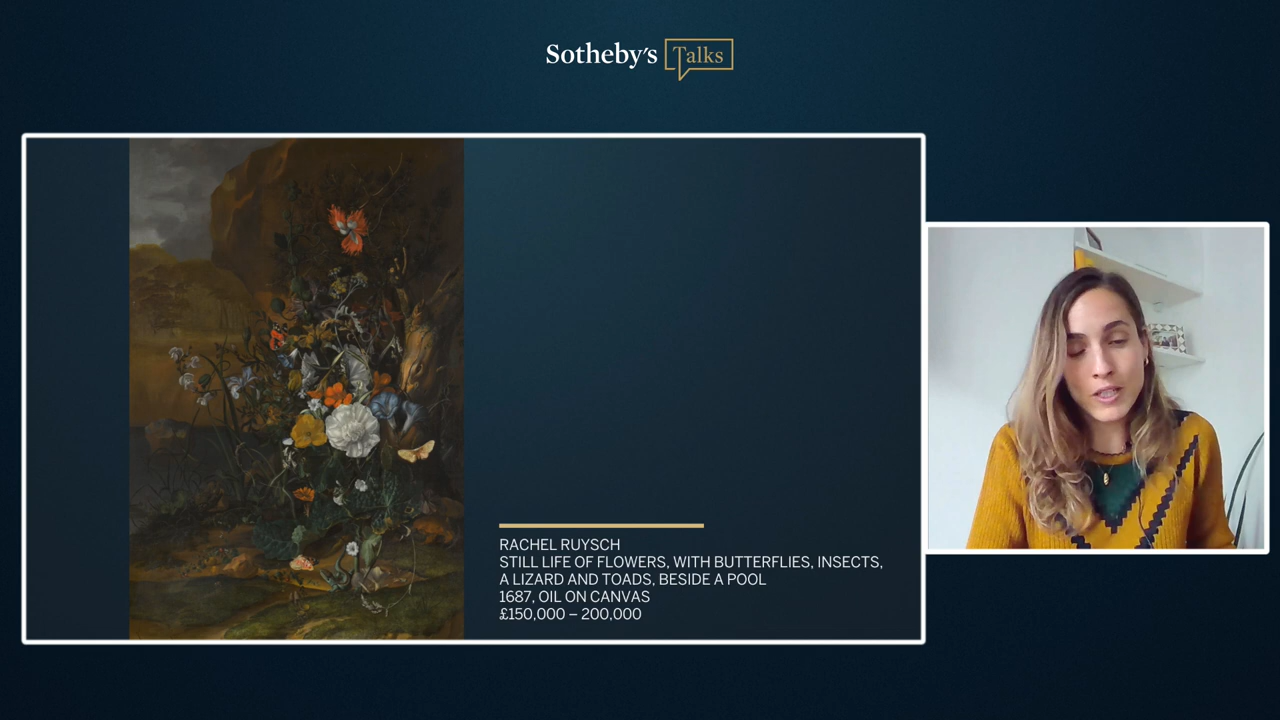 Sotheby's Talks
RACHEL RUYSCH
STILL LIFE OF FLOWERS, WITH BUTTERFLIES, INSECTS,
A LIZARD AND TOADS, BESIDE A POOL
1687, OIL ON CANVAS
£150,000 – 200,000